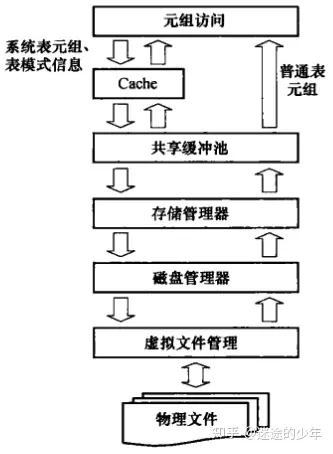 元组访问
系统表元组、
表模式信息
Cache
普通表
元组
共享缓冲池
存储管理器
磁盘管理器
虚拟文件管理
物理文件
知乎 @迷途的少年